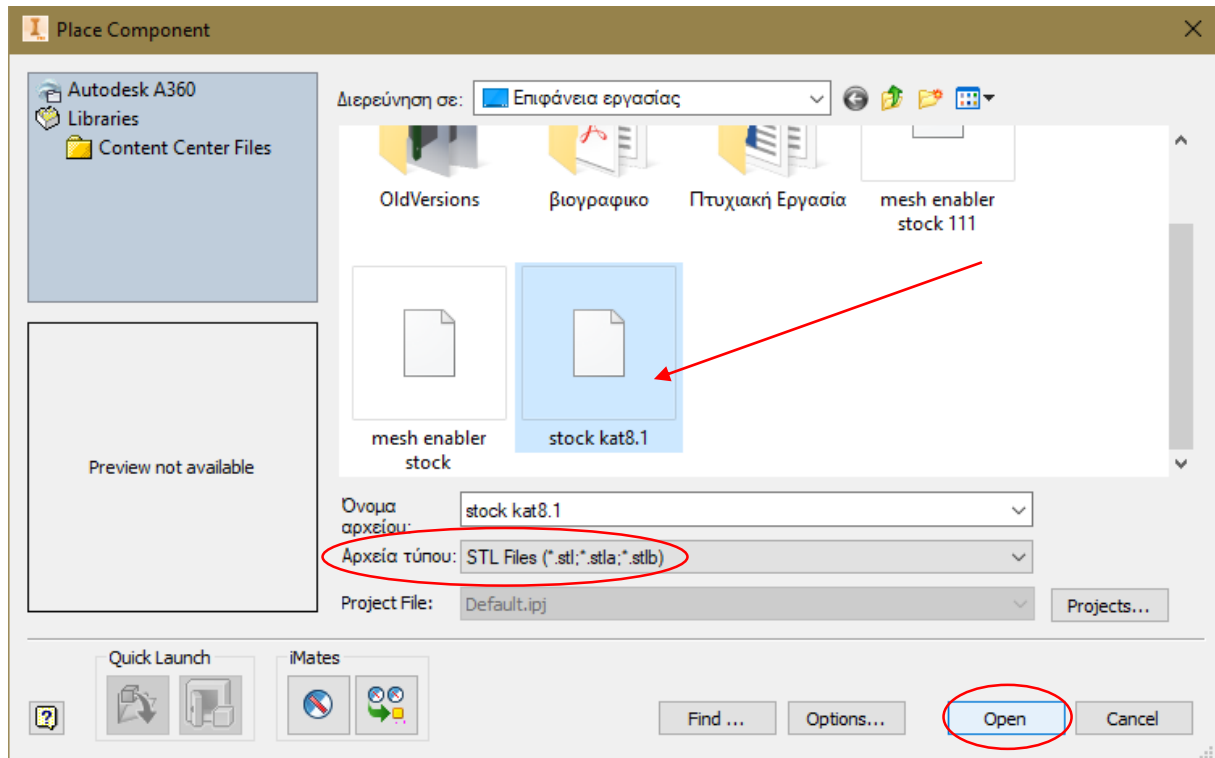 Place Component
Autodesk A360
Libraries
Content Center Files
Διερεύνηση σε: Επιφάνεια εργασίας
OldVersions
βιογραφικο
Πτυχιακή Εργασία
mesh enabler
stock 111
mesh enabler
stock
stock kat8.1
Preview not available
Όνομα
αρχείου:
stock kat8.1
Αρχεία τύπου: STL Files (*.stl;*.stla;*.stlb)
Project File: Default.ipj
Projects...
Quick Launch
iMates
Find ...
Options...
Open
Cancel